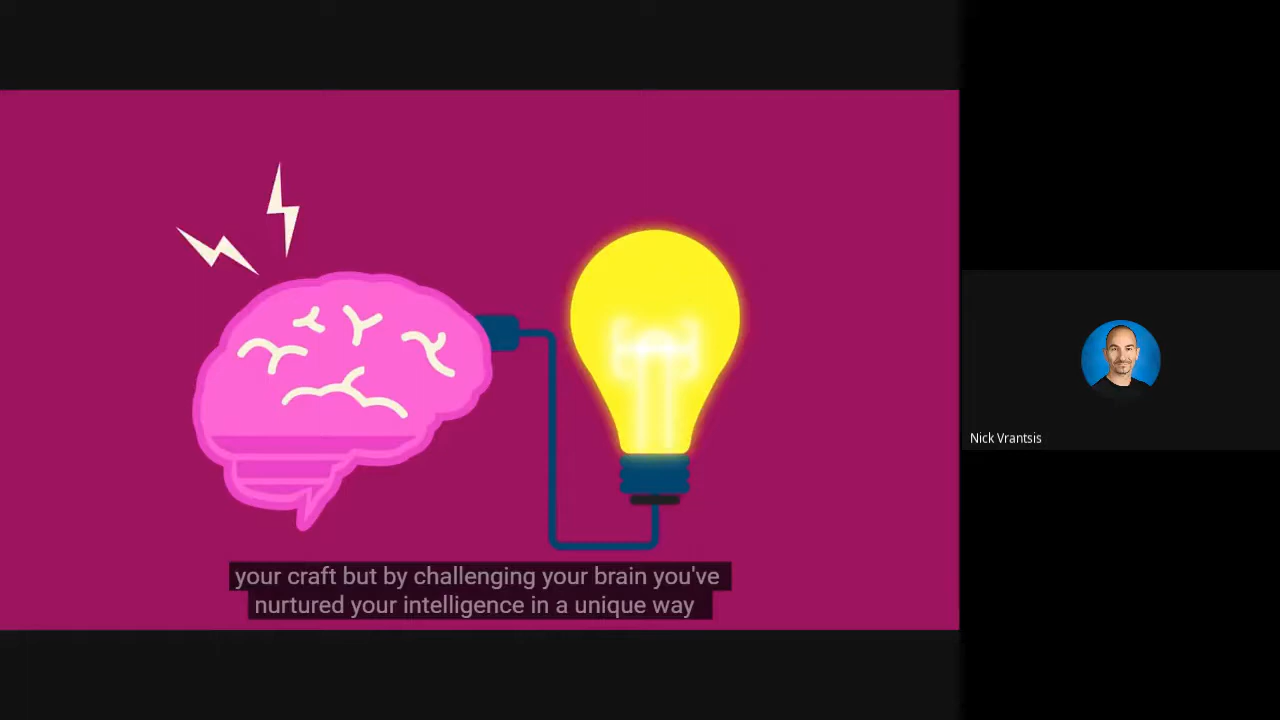 your craft but by challenging your brain you've
nurtured your intelligence in a unique way
Nick Vrantsis